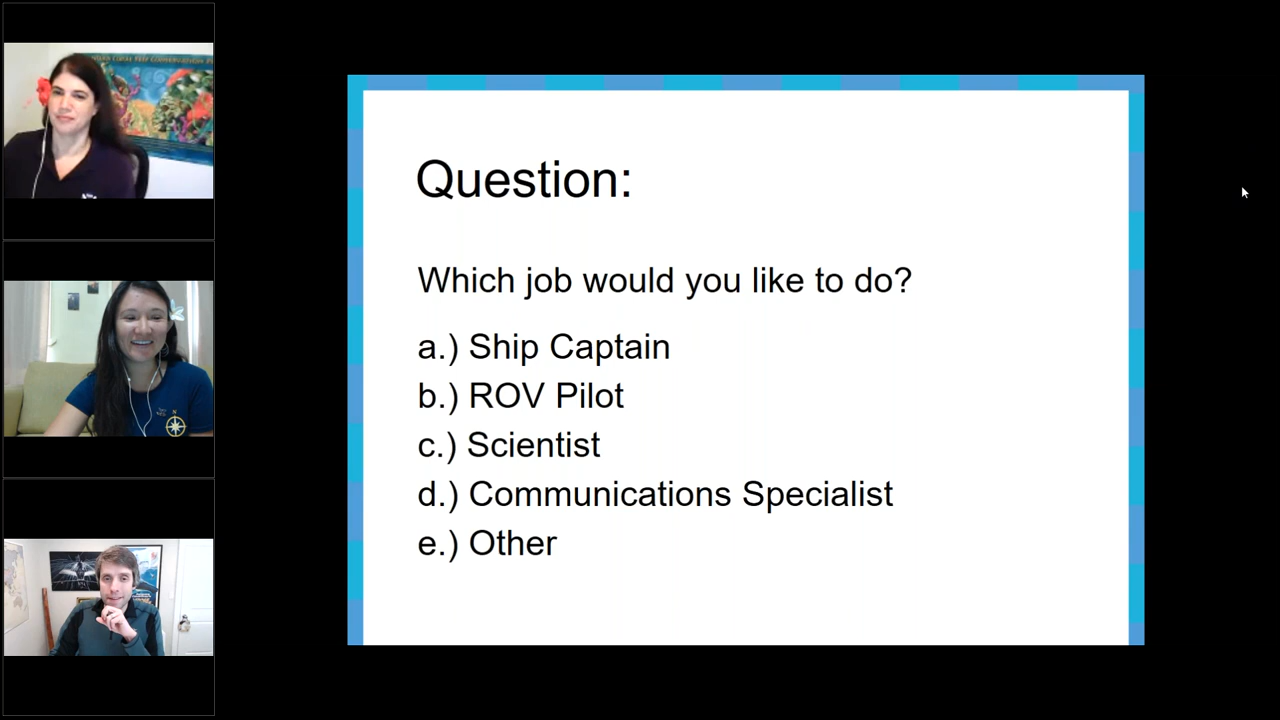 Question:
Which job would you like to do?
a.) Ship Captain
b.) ROV Pilot
c.) Scientist
d.) Communications Specialist
e.) Other